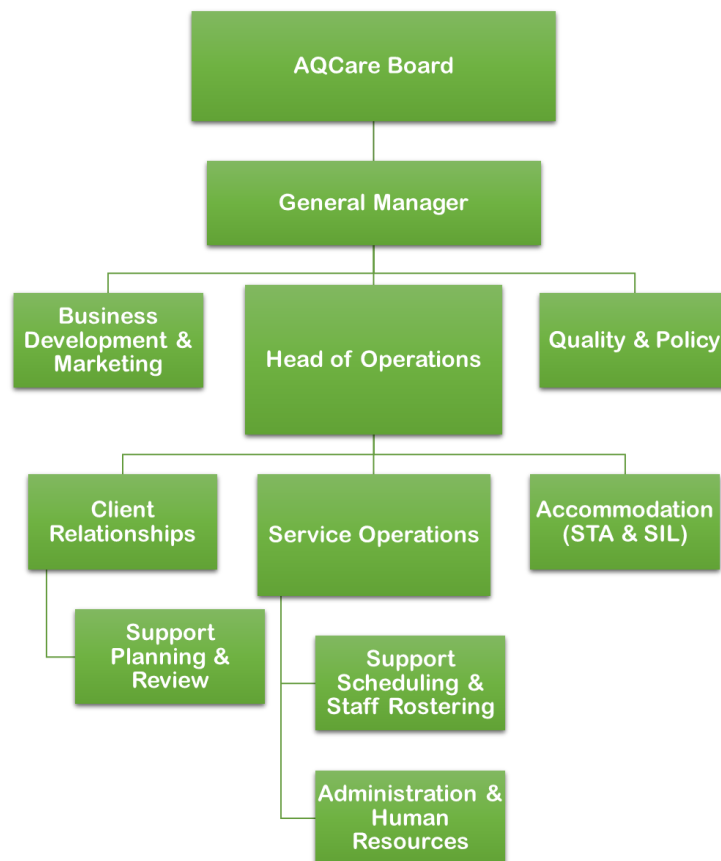 AQCare Board
General Manager
Business
Development &
Marketing
Head of Operations
Quality & Policy
Client
Relationships
Service Operations
Accommodation
(STA & SIL)
Support
Planning &
Review
Support
Scheduling &
Staff Rostering
Administration &
Human
Resources